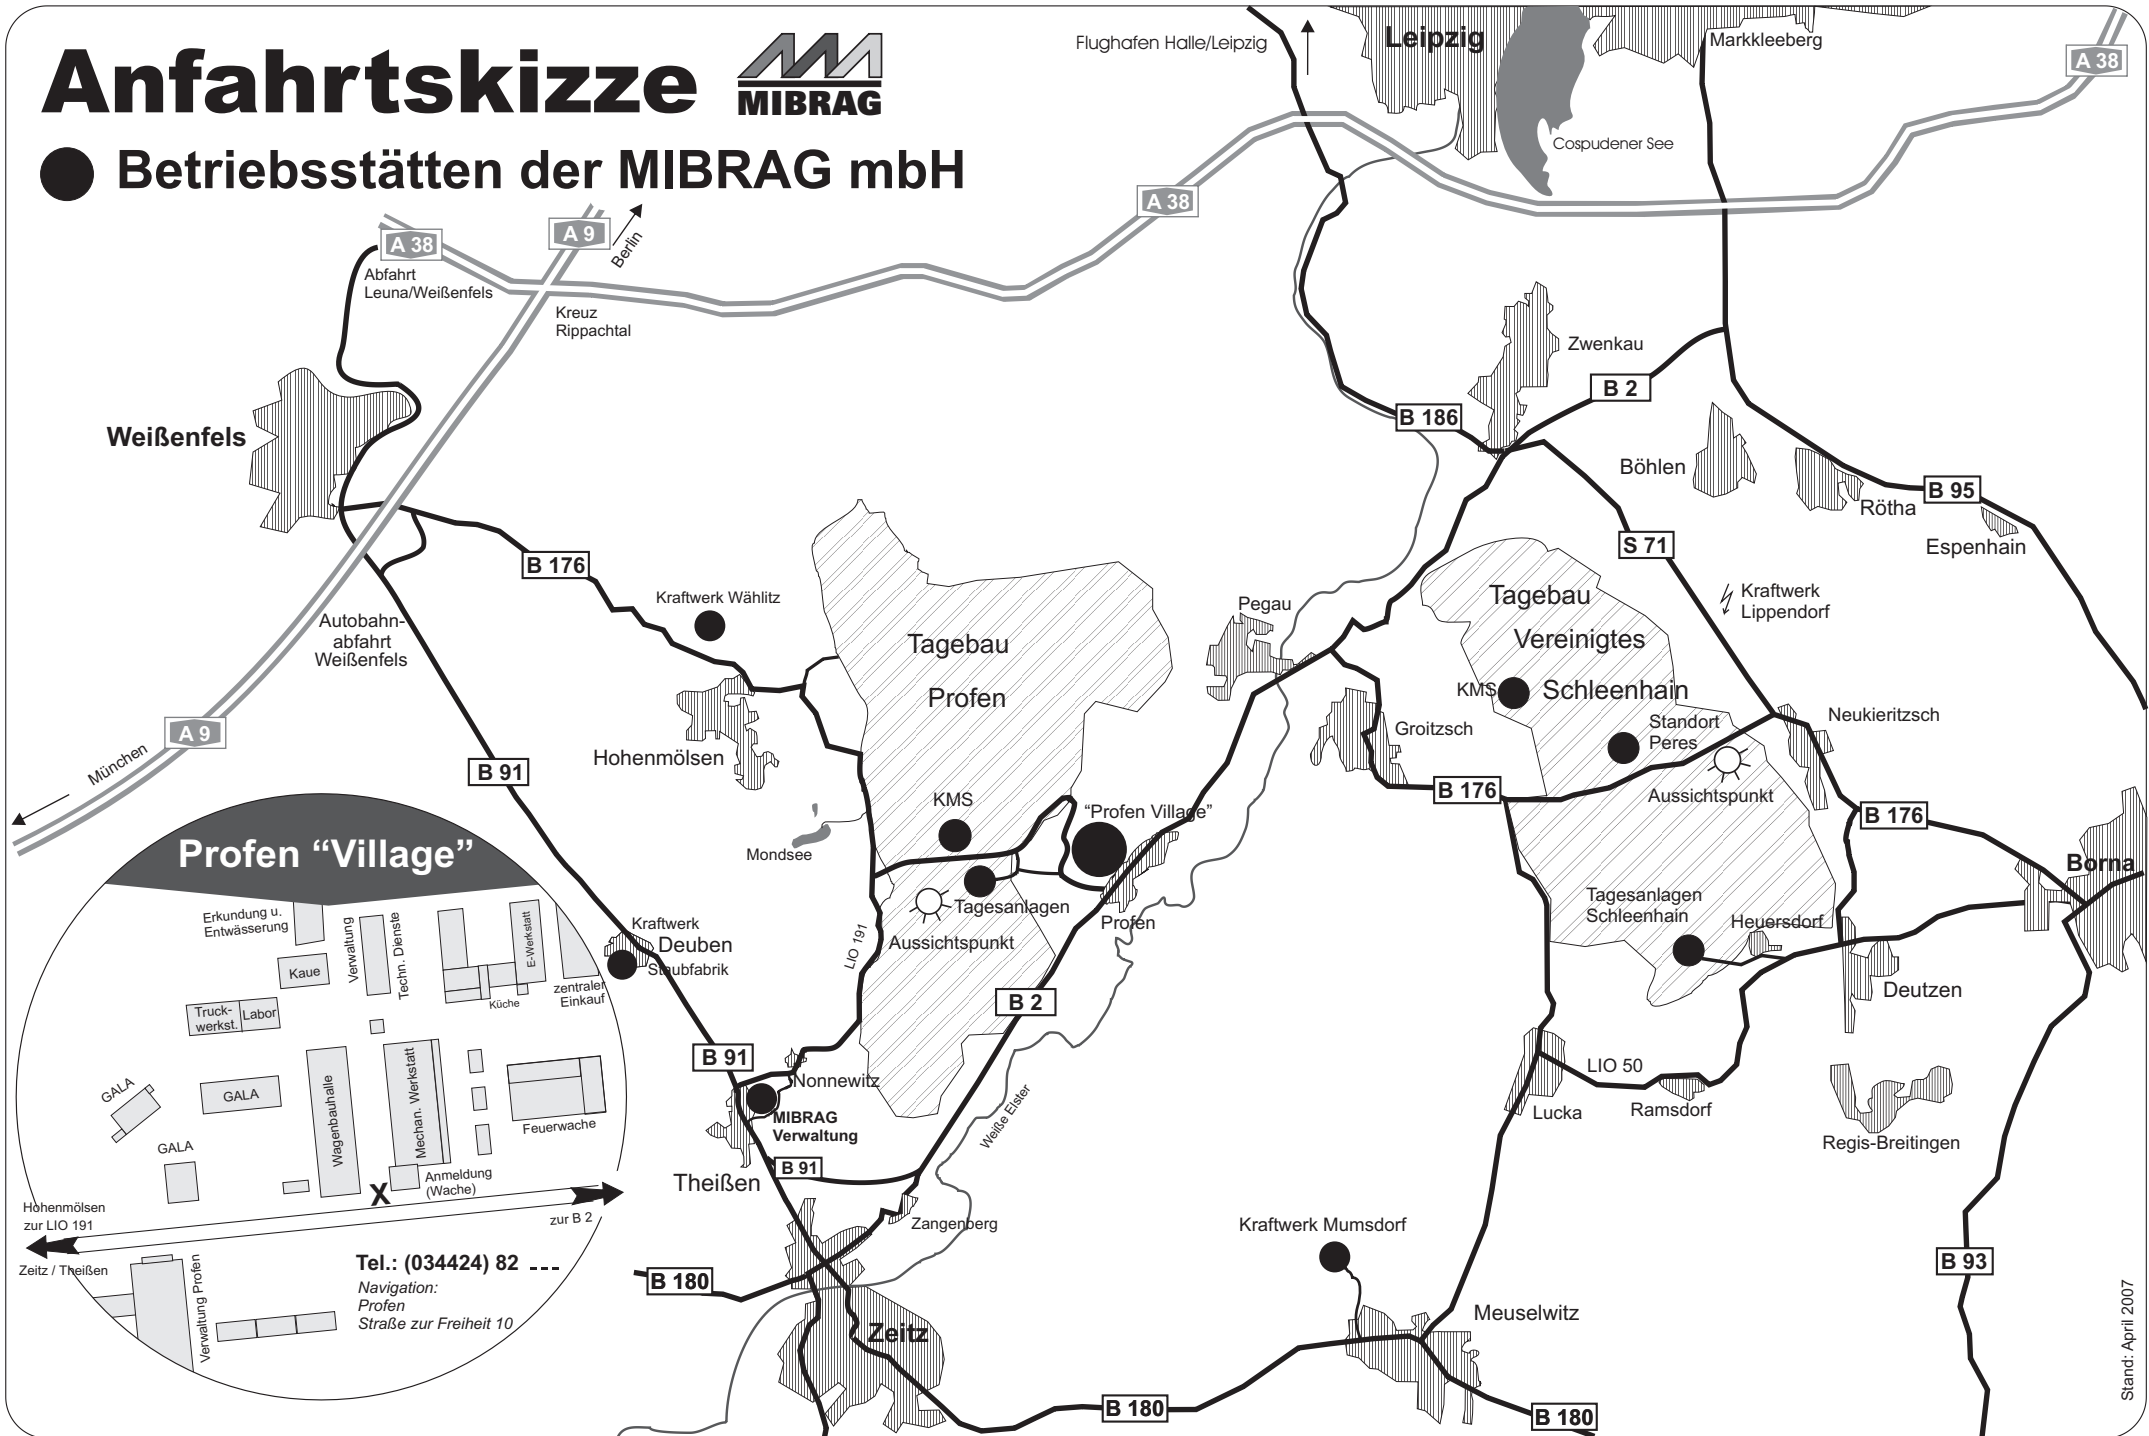 Anfahrtskizze
MIBRAG
Betriebsstätten der MIBRAG mbH
Flughafen Halle/Leipzig
Leipzig
Markkleeberg
A 38
Cospudener See
A 38
A 38
A 9
Berlin
Abfahrt
Leuna/Weißenfels
Kreuz
Rippachtal
Zwenkau
B 2
B 186
Weißenfels
Böhlen
B 95
Rötha
Espenhain
S 71
B 176
Kraftwerk Wählitz
Autobahn-
abfahrt
Weißenfels
Tagebau
Profen
Pegau
Tagebau
Vereinigtes
Schleenhain
KMS
Kraftwerk
Lippendorf
Standort
Peres
Neukieritzsch
Groitzsch
A 9
München
Hohenmölsen
B 91
B 176
Aussichtspunkt
B 176
KMS
"Profen Village"
Mondsee
Borna
Tagesanlagen
Profen
Aussichtspunkt
LIO 191
Tagesanlagen
Schleenhain
Heuersdorf
Kraftwerk
Deuben
Staubfabrik
B 2
Deutzen
B 91
Nonnewitz
MIBRAG
Verwaltung
Weiße Elster
LIO 50
Lucka
Ramsdorf
Regis-Breitingen
B 91
Theißen
Zangenberg
Kraftwerk Mumsdorf
B 180
B 93
Meuselwitz
Zeitz
B 180
B 180
Stand: April 2007
Profen "Village"
Erkundung u.
Entwässerung
Verwaltung
Techn. Dienste
E-Werkstatt
Kaue
Küche
zentraler
Einkauf
Truck-
werkst.
Labor
GALA
GALA
Wagenbauhalle
Mechan. Werkstatt
Feuerwache
GALA
Anmeldung
(Wache)
X
Hohenmölsen
zur LIO 191
zur B 2
Zeitz / Theißen
Verwaltung Profen
Tel.: (034424) 82 ---
Navigation:
Profen
Straße zur Freiheit 10